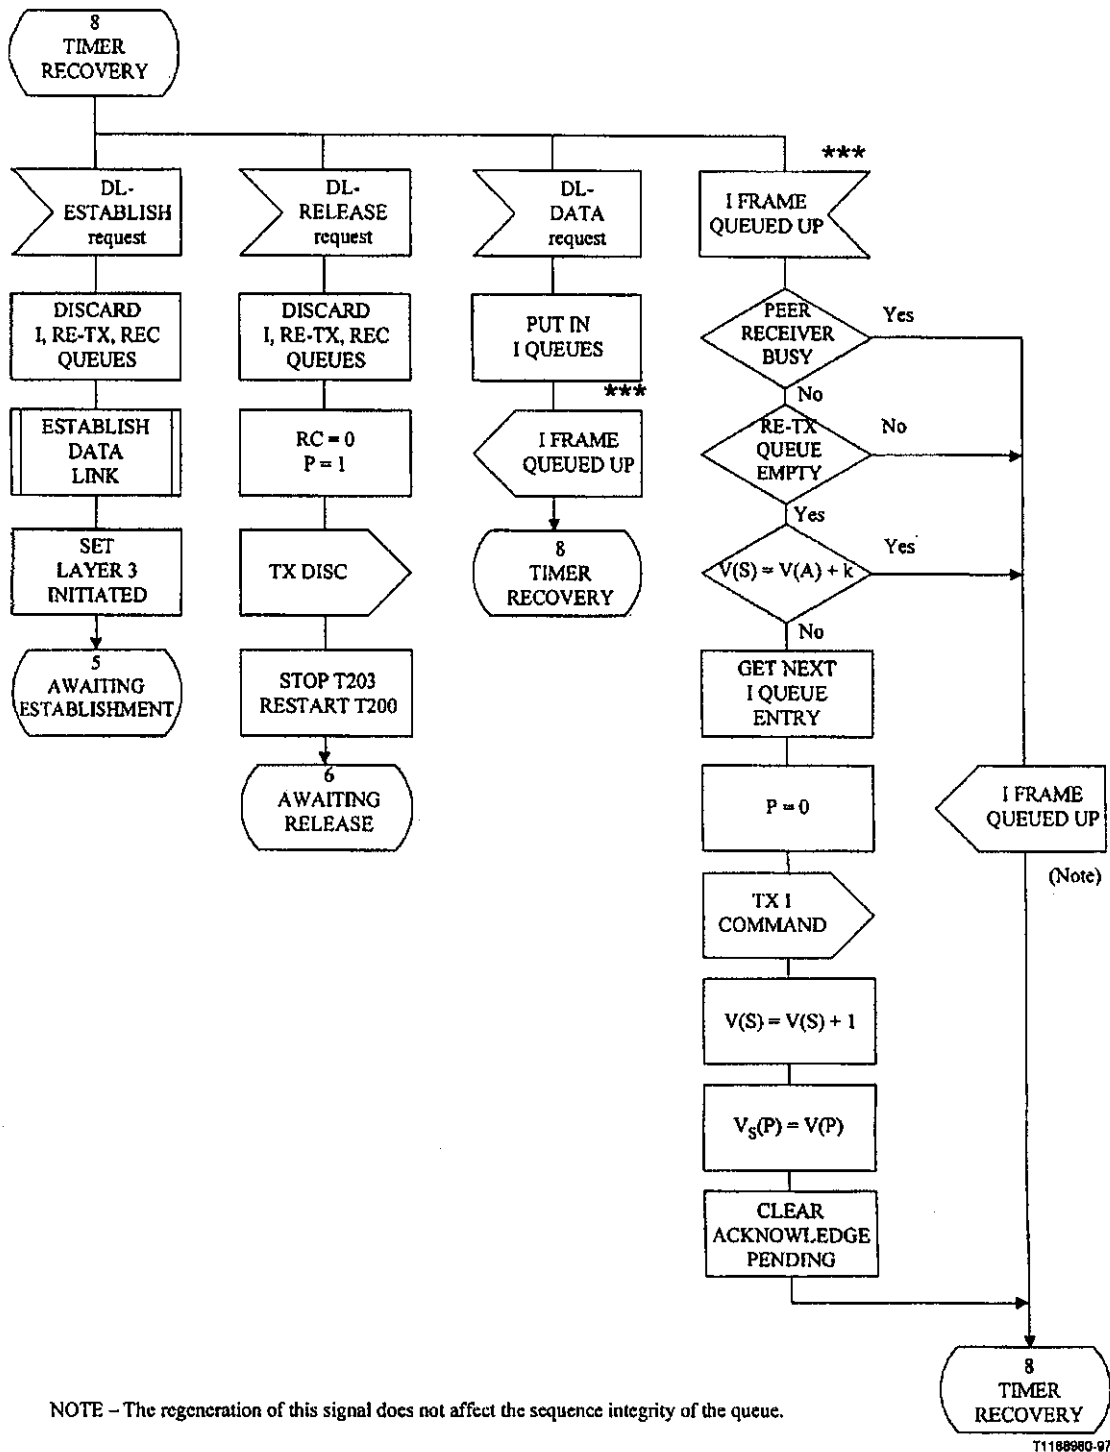 8
TIMER
RECOVERY
DL-
ESTABLISH
request
DISCARD
I, RE-TX, REC
QUEUES
ESTABLISH
DATA
LINK
SET
LAYER 3
INITIATED
5
AWAITING
ESTABLISHMENT
DL-
RELEASE
request
DISCARD
I, RE-TX, REC
QUEUES
RC = 0
P = 1
TX DISC
STOP T203
RESTART T200
6
AWAITING
RELEASE
DL-
DATA
request
PUT IN
I QUEUES
***
I FRAME
QUEUED UP
8
TIMER
RECOVERY
***
I FRAME
QUEUED UP
PEER
RECEIVER
BUSY
Yes
No
RE-TX
QUEUE
EMPTY
No
Yes
V(S) = V(A) + k
Yes
No
GET NEXT
I QUEUE
ENTRY
P = 0
TX I
COMMAND
V(S) = V(S) + 1
VS(P) = V(P)
CLEAR
ACKNOWLEDGE
PENDING
I FRAME
QUEUED UP
(Note)
8
TIMER
RECOVERY
NOTE – The regeneration of this signal does not affect the sequence integrity of the queue.
T1188980-97